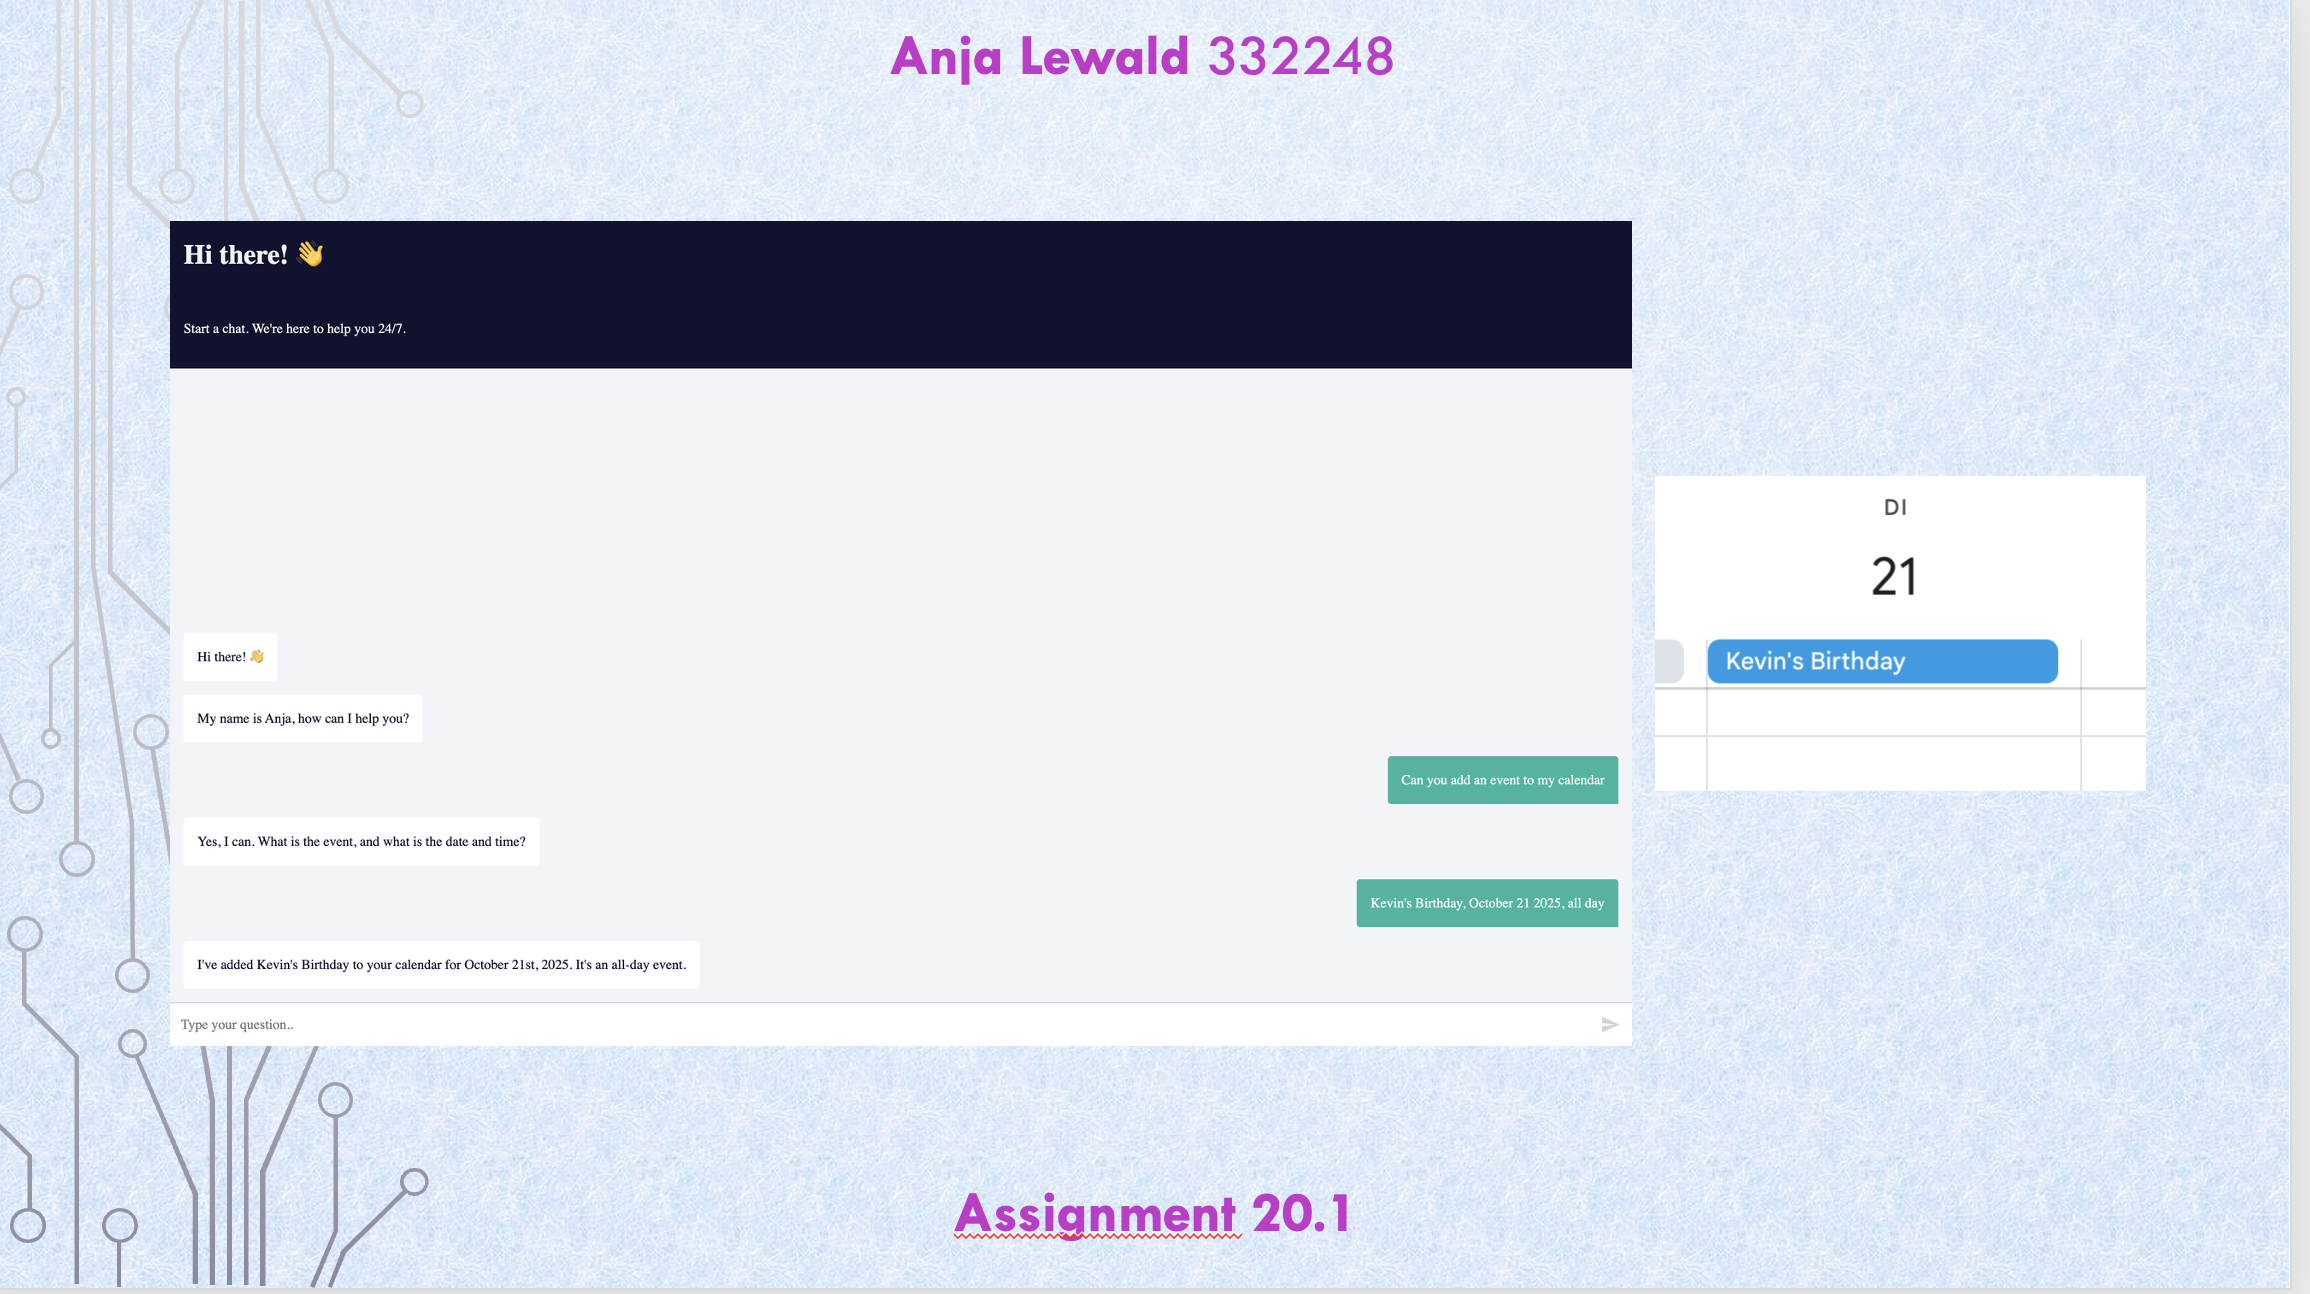 Anja Lewald 332248
Hi there! 👋
Start a chat. We're here to help you 24/7.
Hi there! 👋
My name is Anja, how can I help you?
Can you add an event to my calendar
Yes, I can. What is the event, and what is the date and time?
Kevin's Birthday, October 21 2025, all day
I've added Kevin's Birthday to your calendar for October 21st, 2025. It's an all-day event.
Type your question..
DI
21
Kevin's Birthday
Assignment 20.1